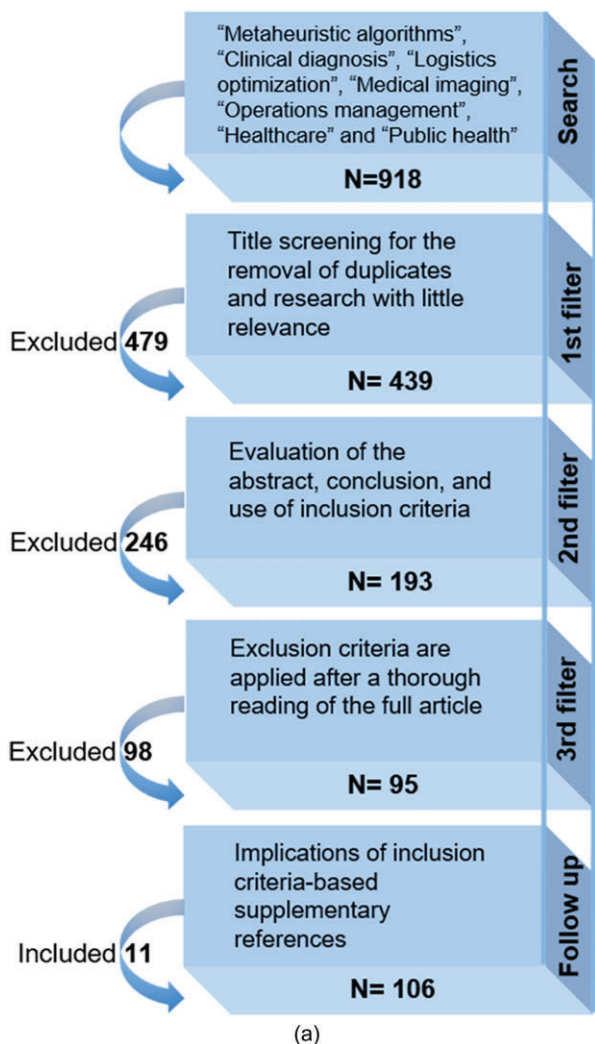 “Metaheuristic algorithms”,
“Clinical diagnosis”, “Logistics
optimization”, “Medical imaging”,
“Operations management”,
“Healthcare” and “Public health”
N=918
Search
Title screening for the
removal of duplicates
and research with little
relevance
Excluded 479
N= 439
1st filter
Evaluation of the
abstract, conclusion, and
use of inclusion criteria
Excluded 246
N= 193
2nd filter
Exclusion criteria are
applied after a thorough
reading of the full article
Excluded 98
N= 95
3rd filter
Implications of inclusion
criteria-based
supplementary
references
Included 11
N= 106
Follow up
(a)